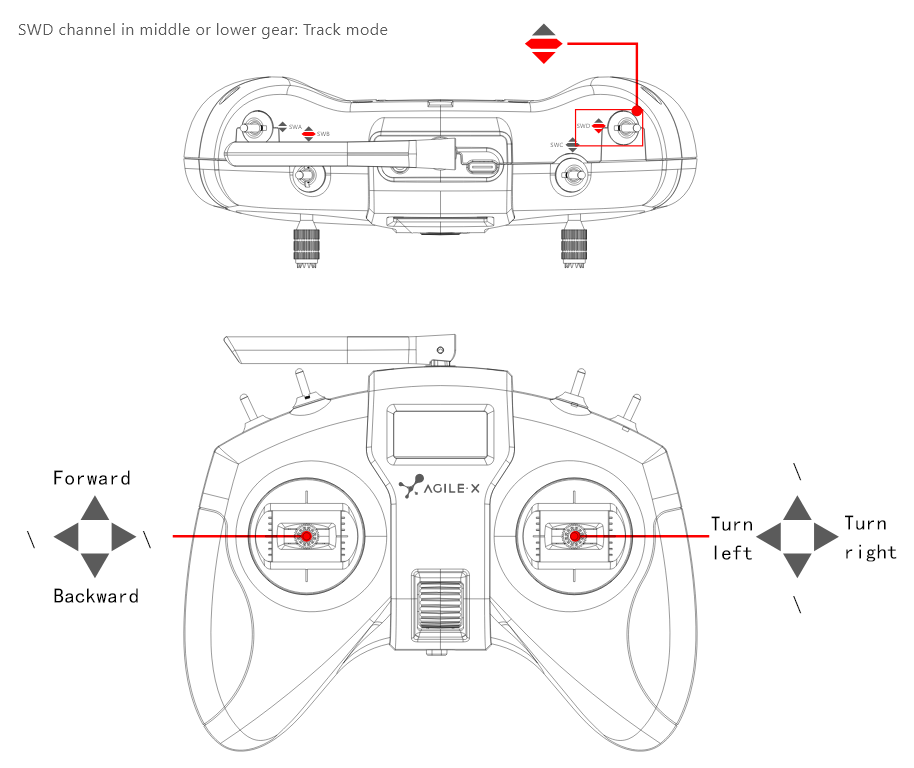 SWD channel in middle or lower gear: Track mode
SWA
SWB
SWD
SWC
AGILE·X
Forward
\
\
Backward
\
Turn
left
Turn
right
\